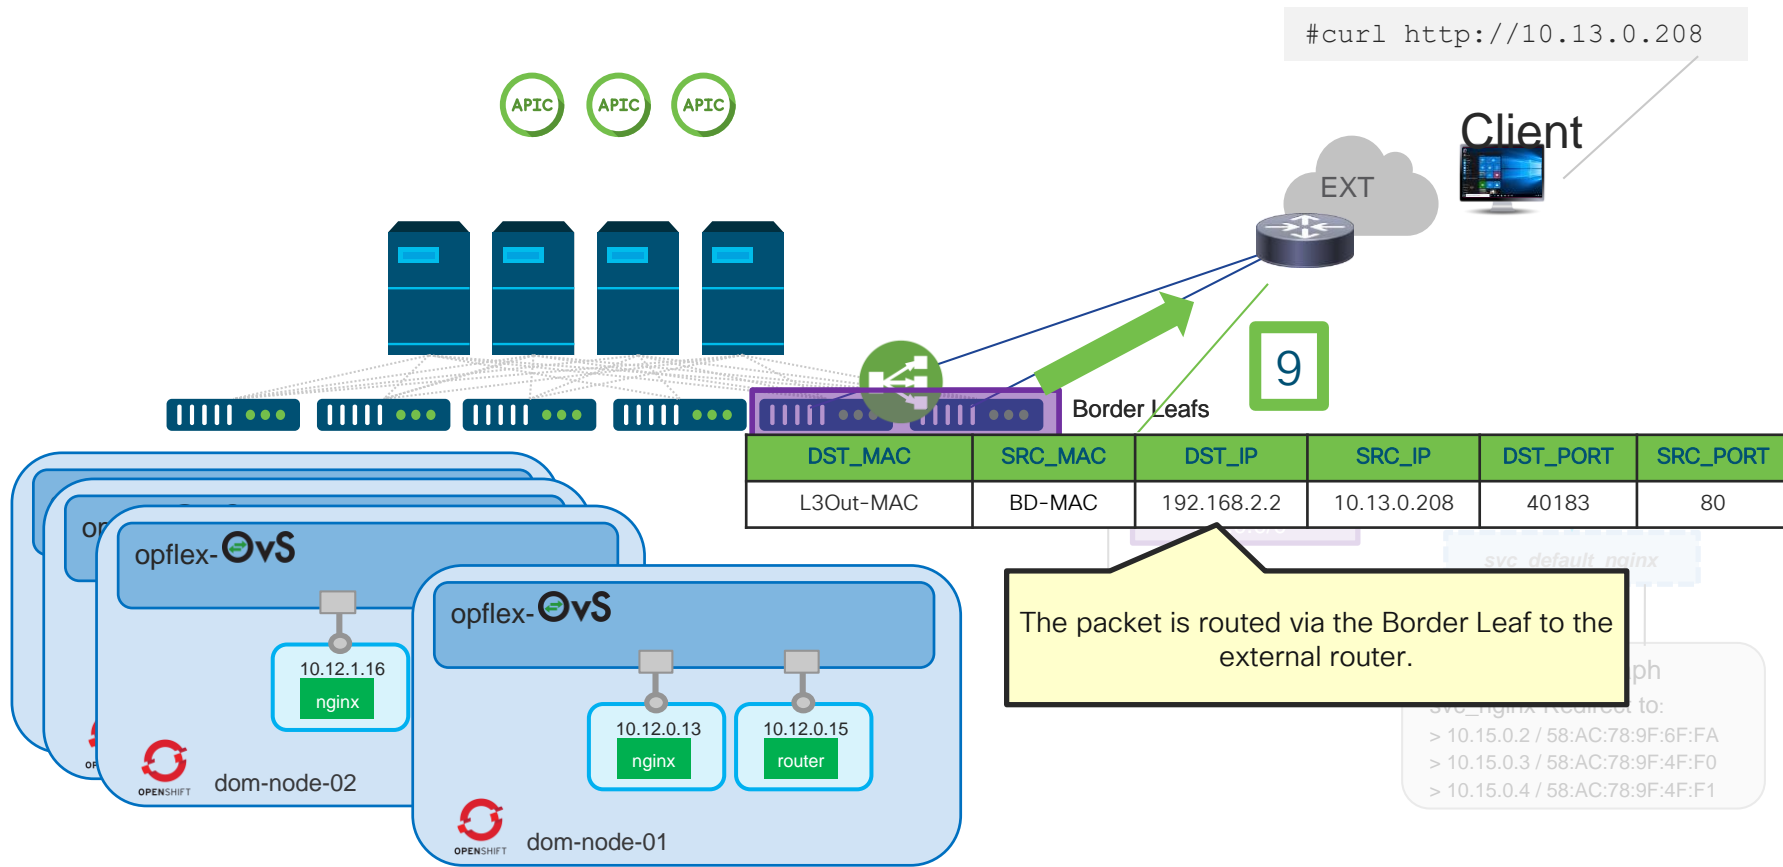 #curl http://10.13.0.208
APIC
APIC
APIC
Client
EXT
9
Border Leafs
DST_MAC SRC_MAC DST_IP SRC_IP DST_PORT SRC_PORT
L3Out-MAC BD-MAC 192.168.2.2 10.13.0.208 40183 80
svc_default_nginx
The packet is routed via the Border Leaf to the
external router.
svc_nginx Redirect to:
> 10.15.0.2 / 58:AC:78:9F:6F:FA
> 10.15.0.3 / 58:AC:78:9F:4F:F0
> 10.15.0.4 / 58:AC:78:9F:4F:F1
opflex-OvS
10.12.1.16
nginx
OPENSHIFT
dom-node-02
opflex-OvS
10.12.0.13
nginx
10.12.0.15
router
OPENSHIFT
dom-node-01